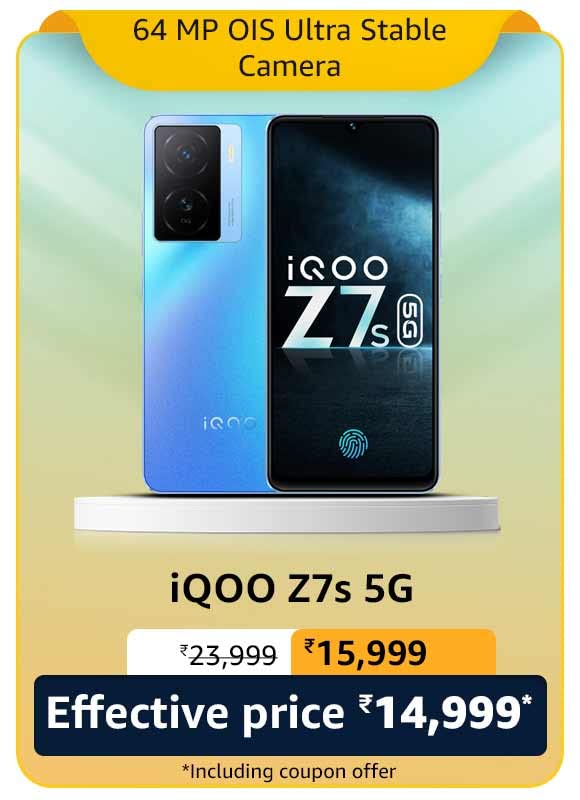 64 MP OIS Ultra Stable
Camera
iQOO
Z7s 5G
iQOO
iQOO Z7s 5G
₹23,999 ₹15,999
Effective price ₹14,999*
*Including coupon offer